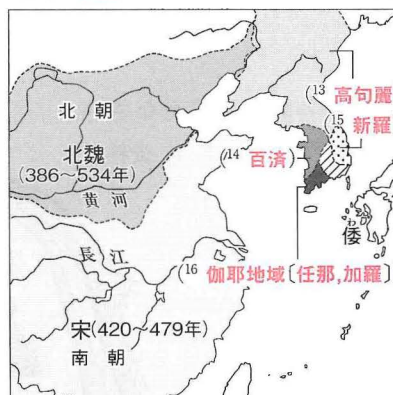 北朝
北魏
(386～534年)
黄河
長江
宋(420～479年)
南朝
(13 高句麗
(15 新羅
(14 百済)
わ
倭
(16 伽耶地域〔任那,加羅〕